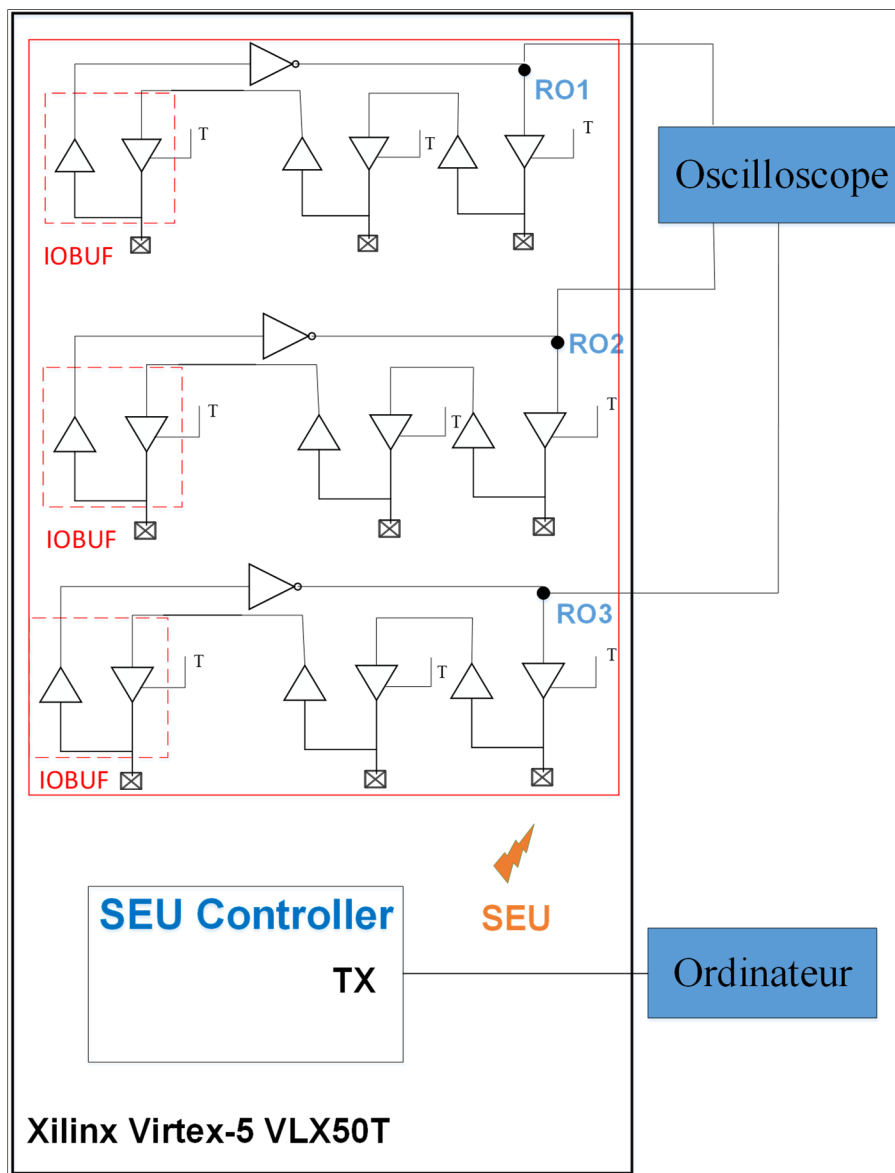 RO1
T
T
T
Oscilloscope
IOBUF
RO2
T
T
T
IOBUF
RO3
T
T
T
IOBUF
SEU Controller
SEU
TX
Ordinateur
Xilinx Virtex-5 VLX50T